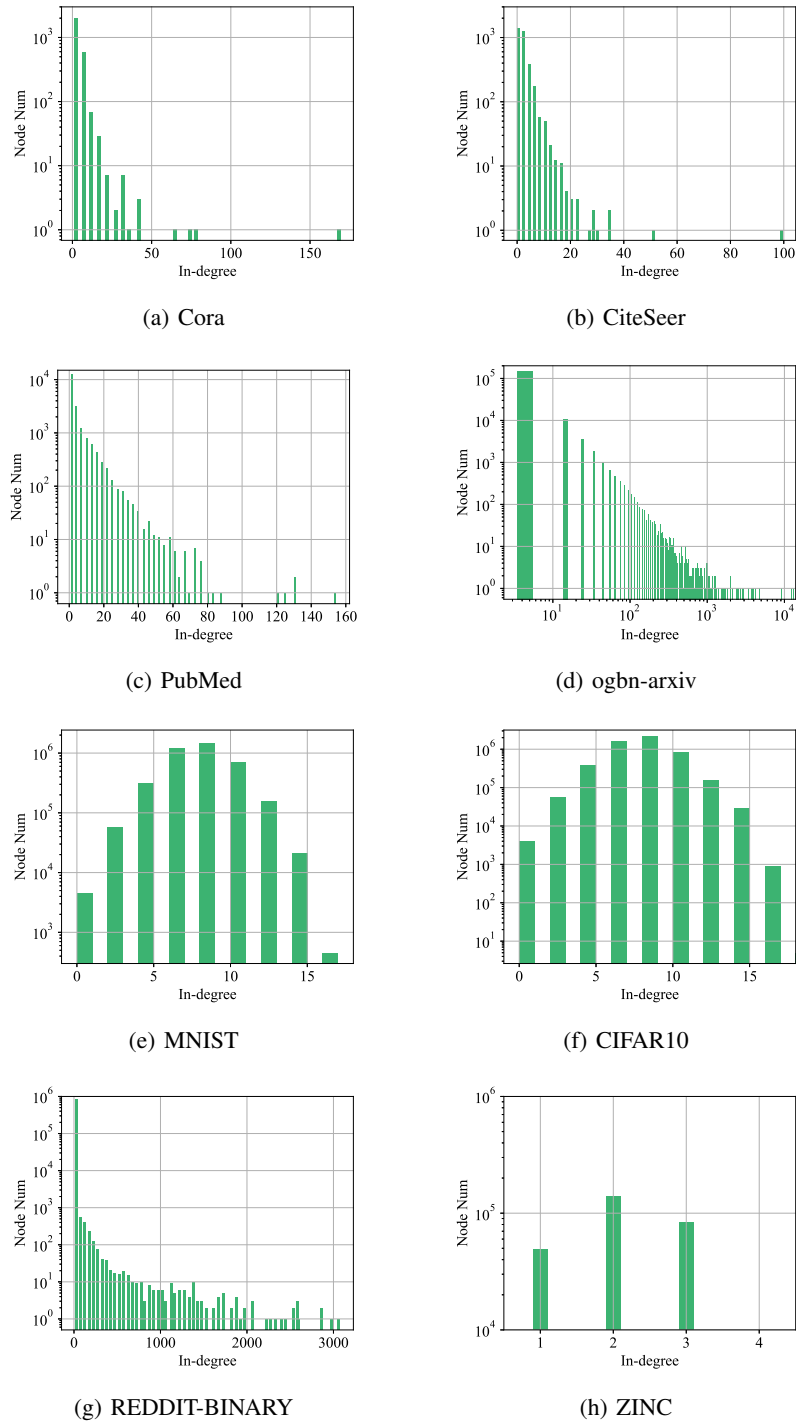 10^3
10^2
10^1
10^0
Node Num
0 50 100 150
In-degree
(a) Cora
10^3
10^2
10^1
10^0
Node Num
0 20 40 60 80 100
In-degree
(b) CiteSeer
10^4
10^3
10^2
10^1
10^0
Node Num
0 20 40 60 80 100 120 140 160
In-degree
(c) PubMed
10^5
10^4
10^3
10^2
10^1
10^0
Node Num
10^1 10^2 10^3 10^4
In-degree
(d) ogbn-arxiv
10^6
10^5
10^4
10^3
Node Num
0 5 10 15
In-degree
(e) MNIST
10^6
10^5
10^4
10^3
10^2
10^1
Node Num
0 5 10 15
In-degree
(f) CIFAR10
10^6
10^5
10^4
10^3
10^2
10^1
10^0
Node Num
0 1000 2000 3000
In-degree
(g) REDDIT-BINARY
10^6
10^5
10^4
Node Num
1 2 3 4
In-degree
(h) ZINC